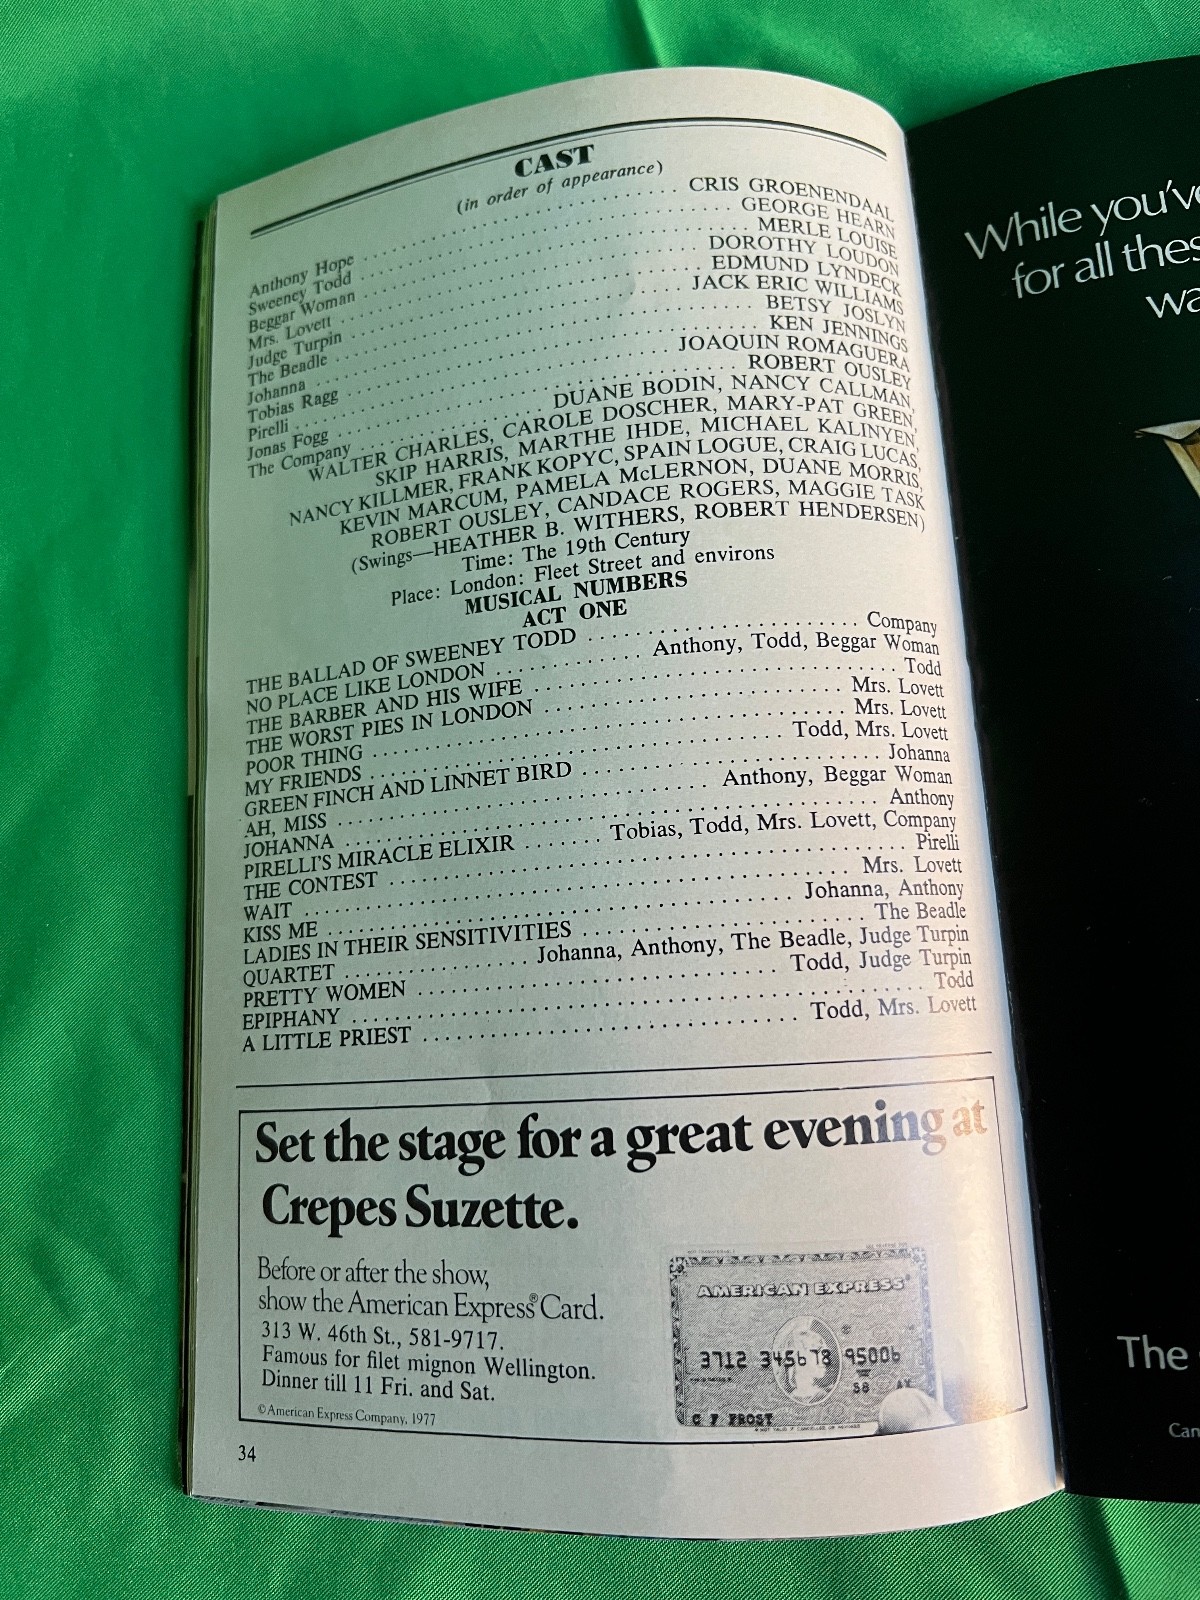 CAST
(in order of appearance)
Anthony Hope . . . . . . . . . . CRIS GROENENDAAL
Sweeney Todd . . . . . . . . . . GEORGE HEARN
Beggar Woman . . . . . . . . . . MERLE LOUISE
Mrs. Lovett . . . . . . . . . . DOROTHY LOUDON
Judge Turpin . . . . . . . . . . EDMUND LYNDECK
The Beadle . . . . . . . . . . JACK ERIC WILLIAMS
Johanna . . . . . . . . . . BETSY JOSLYN
Tobias Ragg . . . . . . . . . . KEN JENNINGS
Pirelli . . . . . . . . . . JOAQUIN ROMAGUERA
Jonas Fogg . . . . . . . . . . ROBERT OUSLEY
The Company . . . . . . . . . . DUANE BODIN, NANCY CALLMAN,
WALTER CHARLES, CAROLE DOSCHER, MARY-PAT GREEN,
SKIP HARRIS, MARTHE IHDE, MICHAEL KALINYEN,
NANCY KILLMER, FRANK KOPYC, SPAIN LOGUE, CRAIG LUCAS,
KEVIN MARCUM, PAMELA McLERNON, DUANE MORRIS,
ROBERT OUSLEY, CANDACE ROGERS, MAGGIE TASK
(Swings—HEATHER B. WITHERS, ROBERT HENDERSEN)
Time: The 19th Century
Place: London: Fleet Street and environs
MUSICAL NUMBERS
ACT ONE
THE BALLAD OF SWEENEY TODD . . . . . . . . . . Company
NO PLACE LIKE LONDON . . . . . . . . . . Anthony, Todd, Beggar Woman
THE BARBER AND HIS WIFE . . . . . . . . . . Todd
THE WORST PIES IN LONDON . . . . . . . . . . Mrs. Lovett
POOR THING . . . . . . . . . . Mrs. Lovett
MY FRIENDS . . . . . . . . . . Todd, Mrs. Lovett
GREEN FINCH AND LINNET BIRD . . . . . . . . . . Johanna
AH, MISS . . . . . . . . . . Anthony, Beggar Woman
JOHANNA . . . . . . . . . . Anthony
PIRELLI'S MIRACLE ELIXIR . . . . . . . Tobias, Todd, Mrs. Lovett, Company
THE CONTEST . . . . . . . . . . Pirelli
WAIT . . . . . . . . . . Mrs. Lovett
KISS ME . . . . . . . . . . Johanna, Anthony
LADIES IN THEIR SENSITIVITIES . . . . . . . . . . The Beadle
QUARTET . . . . . . . . . . Johanna, Anthony, The Beadle, Judge Turpin
PRETTY WOMEN . . . . . . . . . . Todd, Judge Turpin
EPIPHANY . . . . . . . . . . Todd
A LITTLE PRIEST . . . . . . . . . . Todd, Mrs. Lovett
Set the stage for a great evening at
Crepes Suzette.
Before or after the show,
show the American Express® Card.
313 W. 46th St., 581-9717.
Famous for filet mignon Wellington.
Dinner till 11 Fri. and Sat.
© American Express Company, 1977
AMERICAN EXPRESS®
3712 345678 95006
58 AX
C F FROST
34
While you've
for all thes
wa
The
Can